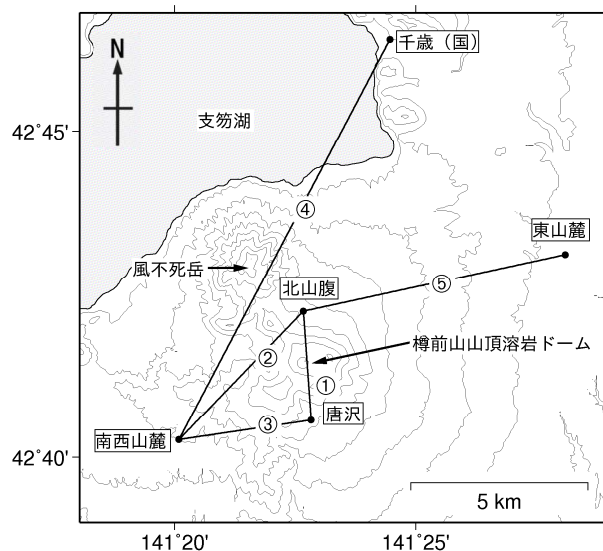 千歳（国）
N
支笏湖
42°45'
④
東山麓
風不死岳
北山腹
⑤
樽前山山頂溶岩ドーム
②
①
唐沢
③
南西山麓
42°40'
5 km
141°20'
141°25'